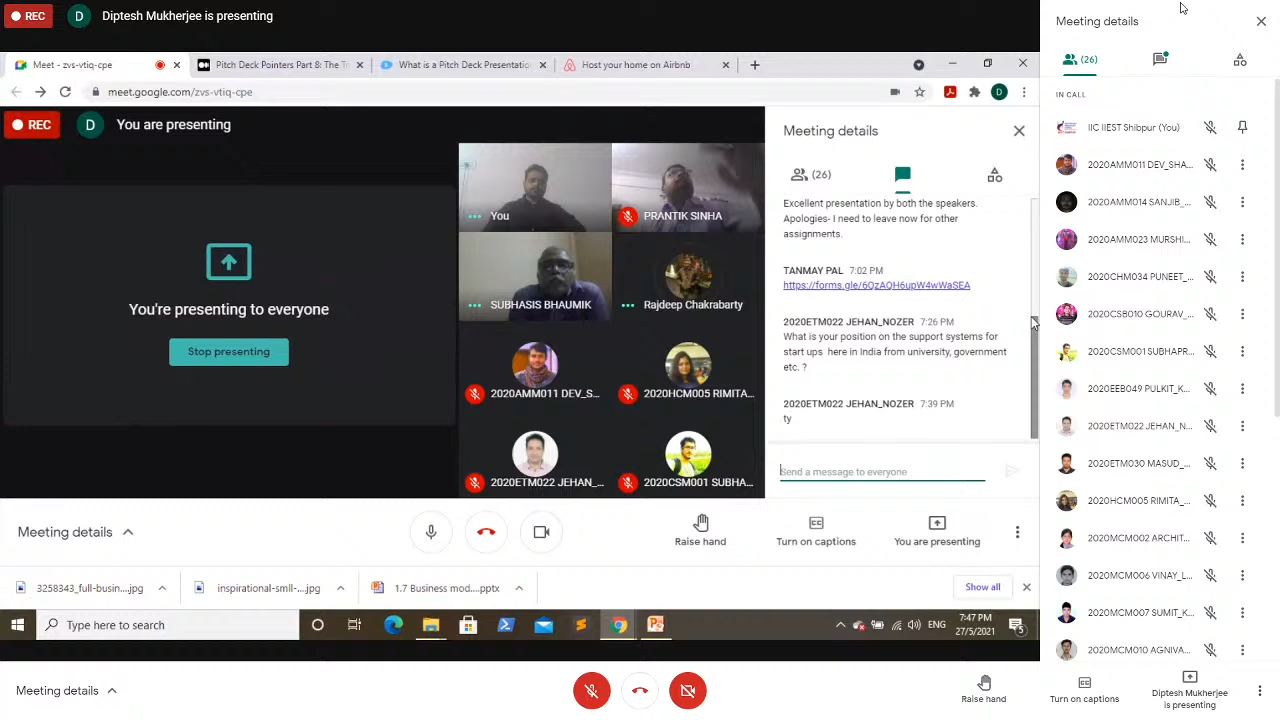 REC
D
Diptesh Mukherjee is presenting
Meet - zvs-vtiq-cpe
Pitch Deck Pointers Part 8: The Tr
What is a Pitch Deck Presentatio
Host your home on Airbnb
meet.google.com/zvs-vtiq-cpe
D
REC
D
You are presenting
You're presenting to everyone
Stop presenting
You
PRANTIK SINHA
SUBHASIS BHAUMIK
Rajdeep Chakrabarty
2020AMM011 DEV_S...
2020HCM005 RIMITA...
2020ETM022 JEHAN_...
2020CSM001 SUBHA...
Meeting details
(26)
Excellent presentation by both the speakers.
Apologies- I need to leave now for other
assignments.
TANMAY PAL 7:02 PM
https://forms.gle/6QzAQH6upW4wWaSEA
2020ETM022 JEHAN_NOZER 7:26 PM
What is your position on the support systems for
start ups here in India from university, government
etc. ?
2020ETM022 JEHAN_NOZER 7:39 PM
ty
Send a message to everyone
Meeting details
Raise hand
Turn on captions
You are presenting
3258343_full-busin....jpg
inspirational-smll-....jpg
1.7 Business mod....pptx
Show all
Type here to search
ENG
7:47 PM
27/5/2021
5
Meeting details
Raise hand
Turn on captions
Diptesh Mukherjee
is presenting
Meeting details
(26)
IN CALL
IIC IIEST Shibpur (You)
2020AMM011 DEV_SHA...
2020AMM014 SANJIB_...
2020AMM023 MURSHI...
2020CHM034 PUNEET_...
2020CSB010 GOURAV_...
2020CSM001 SUBHAPR...
2020EEB049 PULKIT_K...
2020ETM022 JEHAN_N...
2020ETM030 MASUD_...
2020HCM005 RIMITA_...
2020MCM002 ARCHIT...
2020MCM006 VINAY_L...
2020MCM007 SUMIT_K...
2020MCM010 AGNIVA...